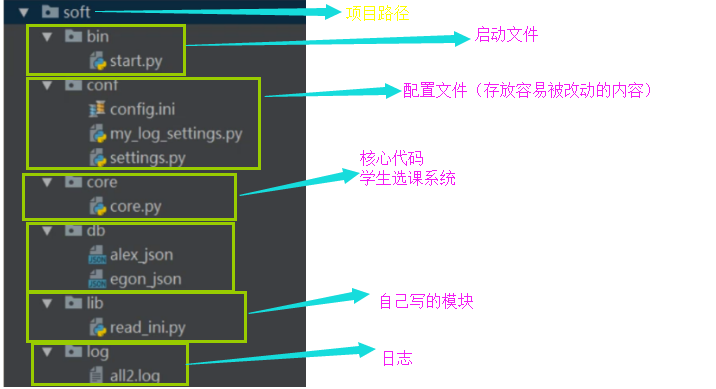 soft
项目路径
bin
start.py
启动文件
conf
config.ini
my_log_settings.py
settings.py
配置文件（存放容易被改动的内容）
core
core.py
核心代码
学生选课系统
db
alex_json
egon_json
lib
read_ini.py
自己写的模块
log
all2.log
日志